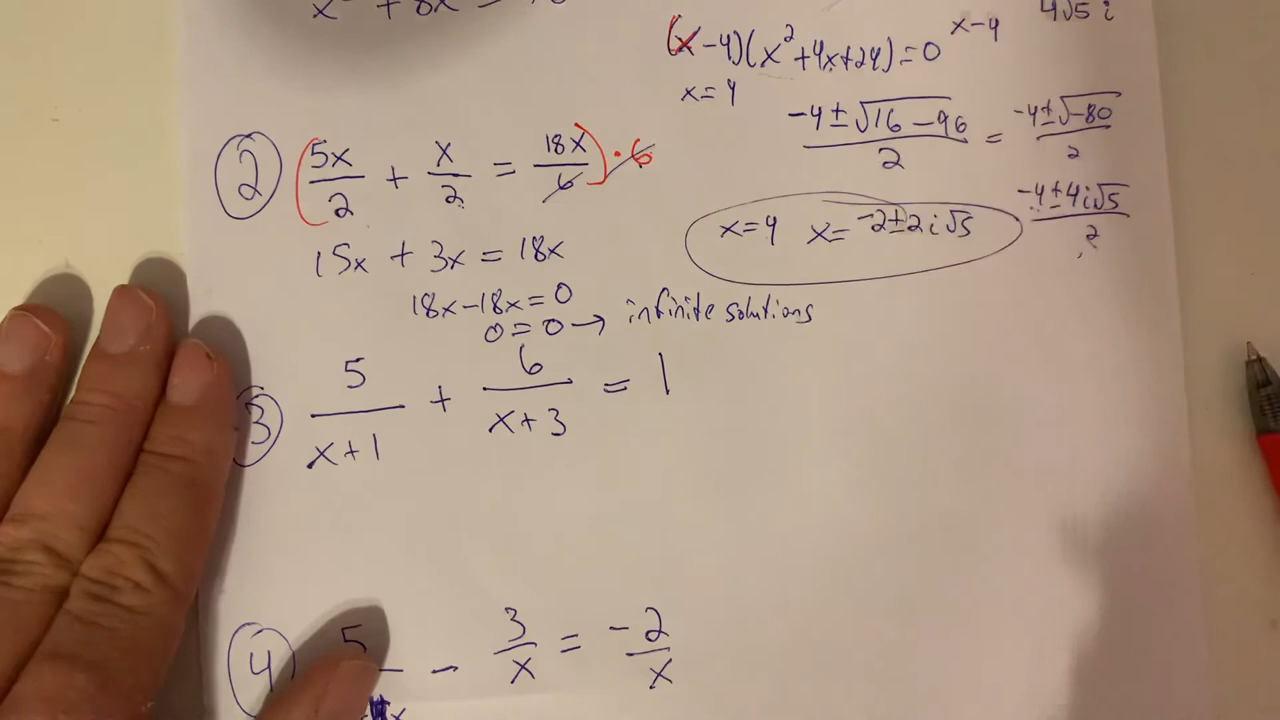 (x-4)(x²+4x+24)=0
x-4
4√5 i
x=4
(-4±√16-96)/2 = (-4±√-80)/2
(-4±4i√5)/2
x=4 x=-2±2i√5
② (5x/2 + x/2 = 18x/6)·6
15x + 3x = 18x
18x-18x=0
0=0→ infinite solutions
3 5/(x+1) + 6/(x+3) = 1
④ 5 - 3/x = -2/x